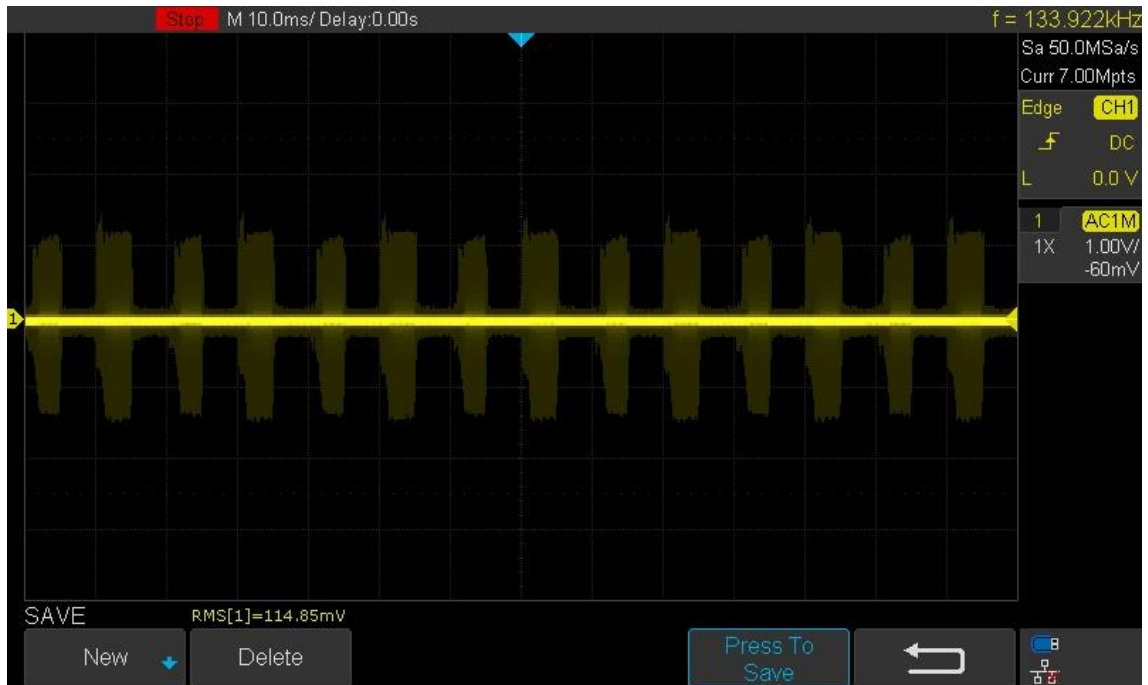 Stop M 10.0ms/ Delay:0.00s f = 133.922kHz
Sa 50.0MSa/s
Curr 7.00Mpts
Edge CH1
DC
L 0.0 V
1 AC1M
1X 1.00V/
-60mV
1
SAVE RMS[1]=114.85mV
New Delete Press To
Save